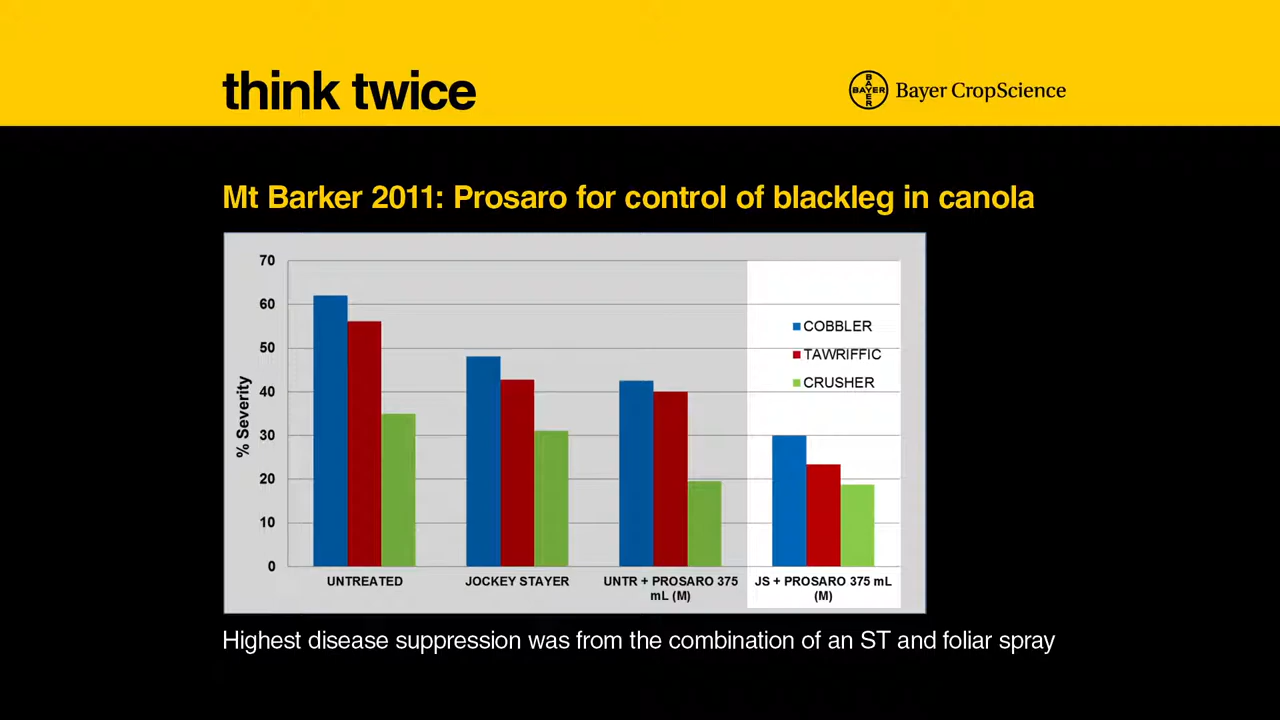 think twice
BAYER
BAYER
Bayer CropScience
Mt Barker 2011: Prosaro for control of blackleg in canola
% Severity
70
60
50
40
30
20
10
0
COBBLER
TAWRIFFIC
CRUSHER
UNTREATED
JOCKEY STAYER
UNTR + PROSARO 375
mL (M)
JS + PROSARO 375 mL
(M)
Highest disease suppression was from the combination of an ST and foliar spray